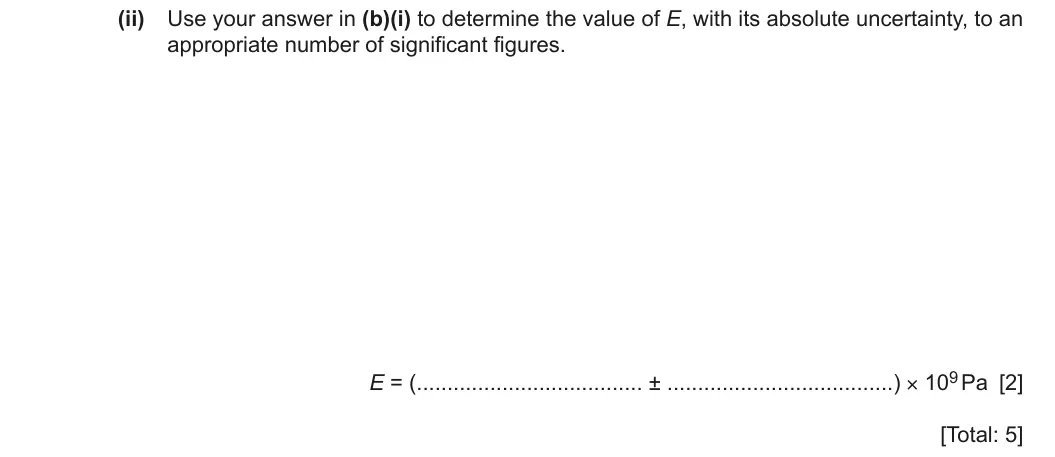 (ii) Use your answer in (b)(i) to determine the value of E, with its absolute uncertainty, to an
appropriate number of significant figures.
E = (..................................... ± .....................................) × 10⁹ Pa [2]
[Total: 5]